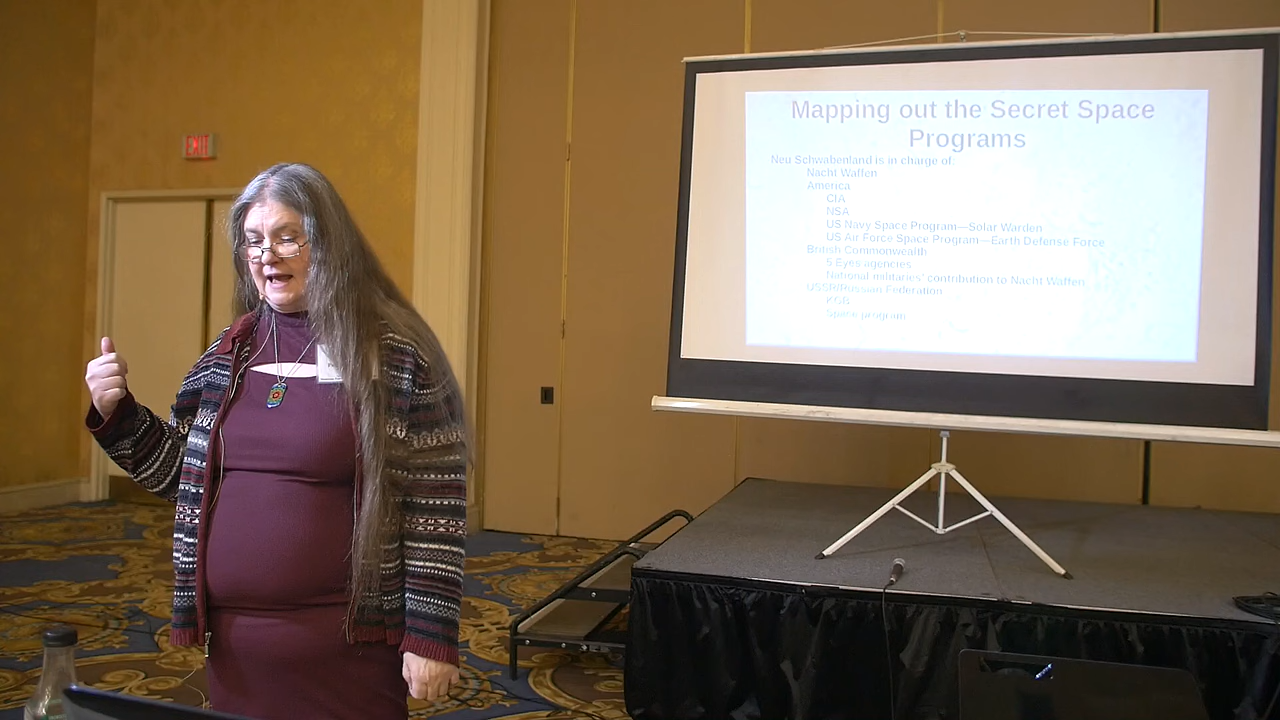 EXIT
Mapping out the Secret Space
Programs
Neu Schwabenland is in charge of:
Nacht Waffen
America
CIA
NSA
US Navy Space Program—Solar Warden
US Air Force Space Program—Earth Defense Force
British Commonwealth
5 Eyes agencies
National militaries' contribution to Nacht Waffen
USSR/Russian Federation
KGB
Space program